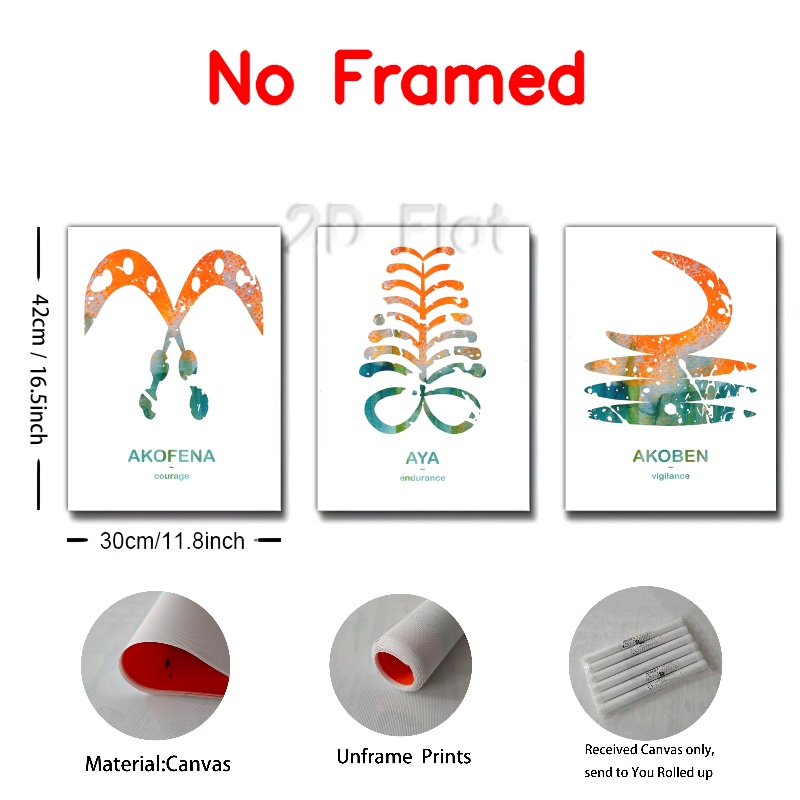 No Framed
2D Flat
42cm / 16.5inch
AKOFENA
~
courage
AYA
~
endurance
AKOBEN
~
vigilance
30cm/11.8inch
Material:Canvas
Unframe Prints
Received Canvas only,
send to You Rolled up